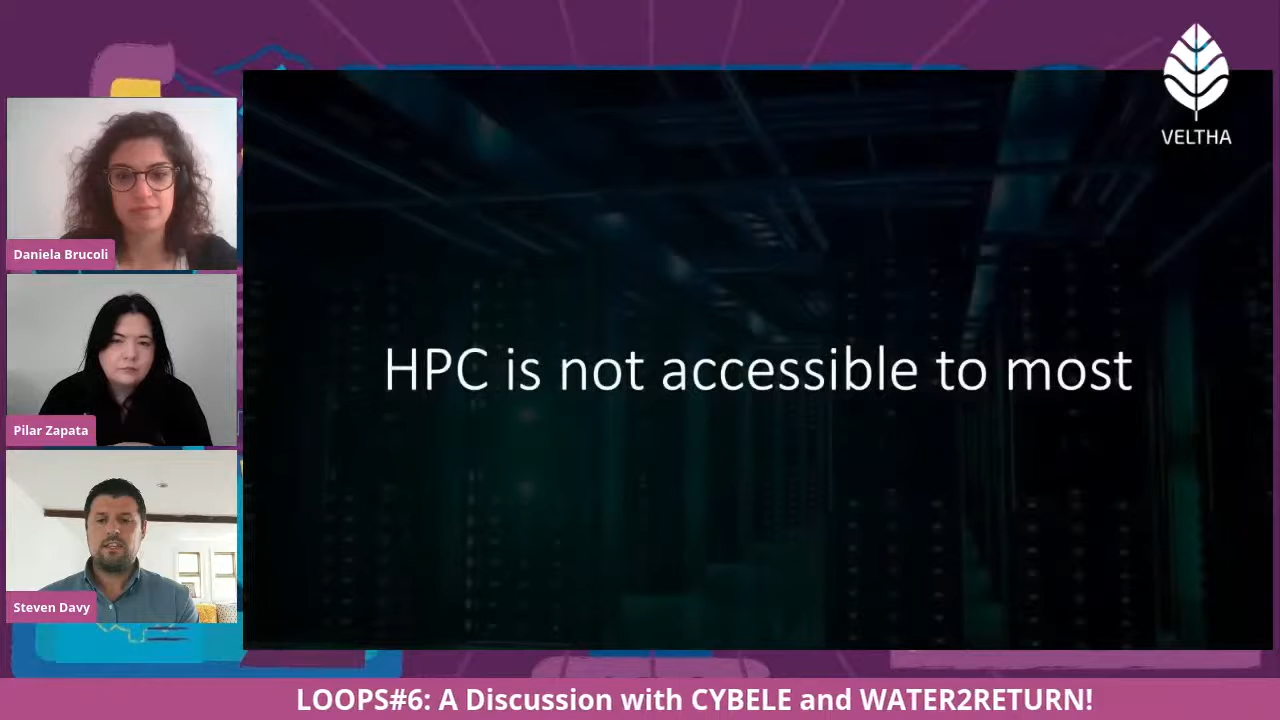 VELTHA
Daniela Brucoli
HPC is not accessible to most
Pilar Zapata
Steven Davy
LOOPS#6: A Discussion with CYBELE and WATER2RETURN!